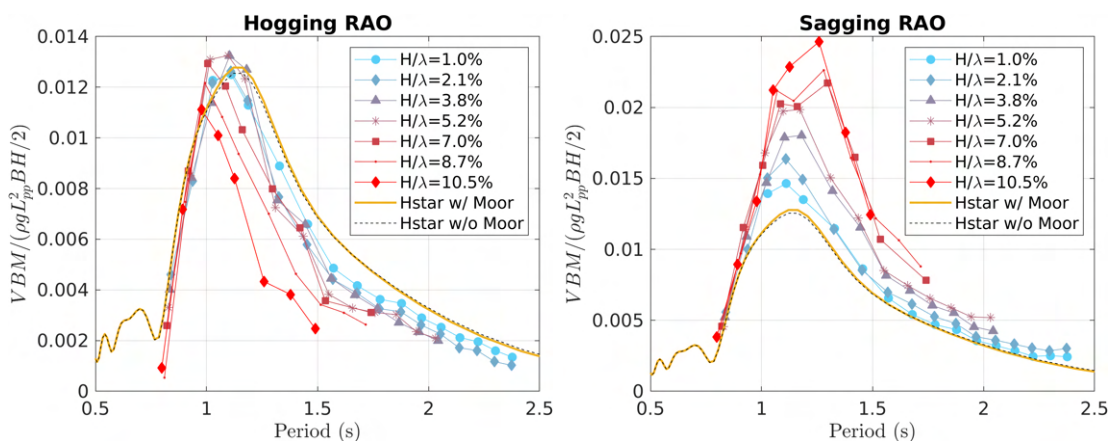 Hogging RAO
0.014
0.012
0.01
0.008
0.006
0.004
0.002
0
VBM/(ρgL²ppBH/2)
0.5
1
1.5
2
2.5
Period (s)
H/λ=1.0%
H/λ=2.1%
H/λ=3.8%
H/λ=5.2%
H/λ=7.0%
H/λ=8.7%
H/λ=10.5%
Hstar w/ Moor
Hstar w/o Moor
Sagging RAO
0.025
0.02
0.015
0.01
0.005
0
VBM/(ρgL²ppBH/2)
0.5
1
1.5
2
2.5
Period (s)
H/λ=1.0%
H/λ=2.1%
H/λ=3.8%
H/λ=5.2%
H/λ=7.0%
H/λ=8.7%
H/λ=10.5%
Hstar w/ Moor
Hstar w/o Moor